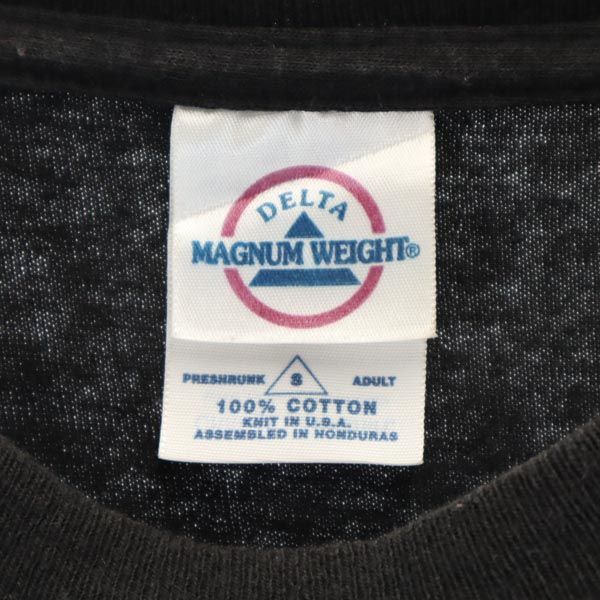 DELTA
MAGNUM WEIGHT®
PRESHRUNK S ADULT
100% COTTON
KNIT IN U.S.A.
ASSEMBLED IN HONDURAS